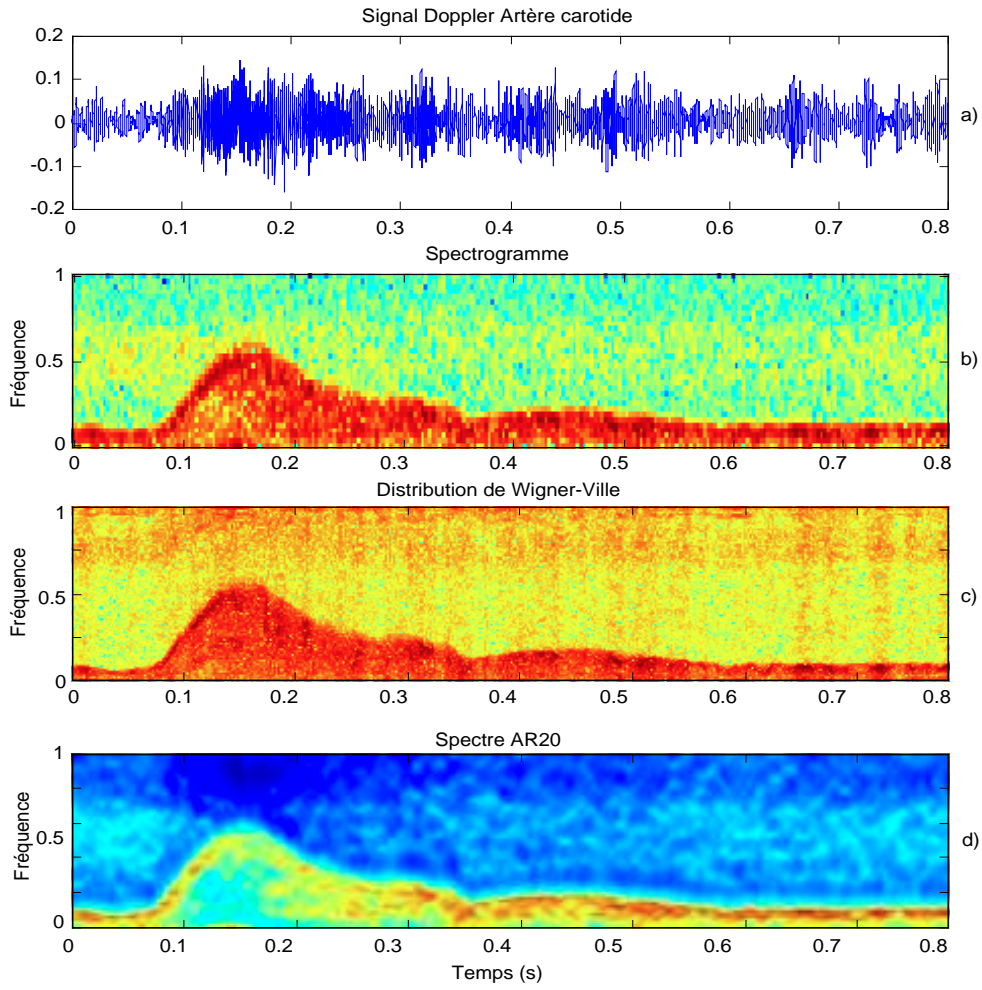 Signal Doppler Artère carotide
0.2
0.1
0
-0.1
-0.2
a)
0 0.1 0.2 0.3 0.4 0.5 0.6 0.7 0.8
Spectrogramme
1
0.5
0
Fréquence
b)
0 0.1 0.2 0.3 0.4 0.5 0.6 0.7 0.8
Distribution de Wigner-Ville
1
0.5
0
Fréquence
c)
0 0.1 0.2 0.3 0.4 0.5 0.6 0.7 0.8
Spectre AR20
1
0.5
0
Fréquence
d)
0 0.1 0.2 0.3 0.4 0.5 0.6 0.7 0.8
Temps (s)